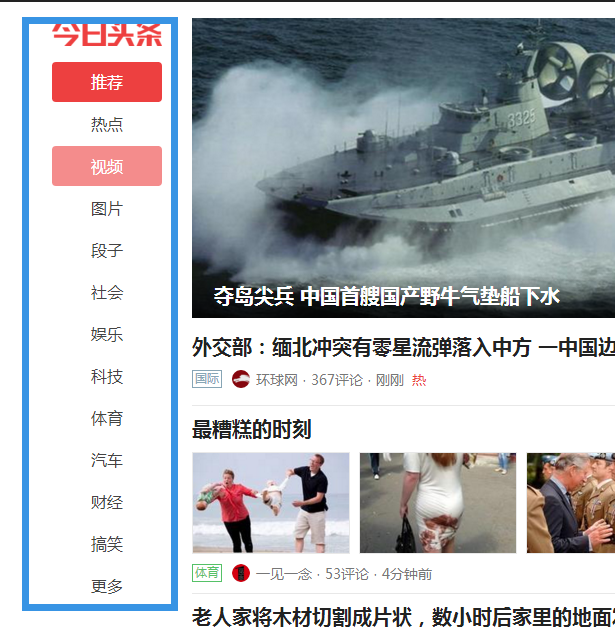 今日头条
推荐
热点
视频
图片
段子
社会
娱乐
科技
体育
汽车
财经
搞笑
更多
3325
夺岛尖兵 中国首艘国产野牛气垫船下水
外交部：缅北冲突有零星流弹落入中方 一中国边
国际 环球网 · 367评论 · 刚刚 热
最糟糕的时刻
体育 一见一念 · 53评论 · 4分钟前
老人家将木材切割成片状，数小时后家里的地面